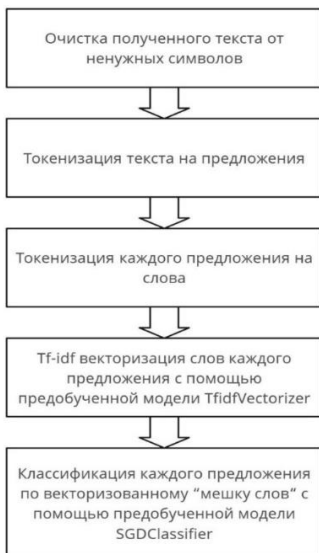 Очистка полученного текста от
ненужных символов
Токенизация текста на предложения
Токенизация каждого предложения на
слова
Tf-idf векторизация слов каждого
предложения с помощью
предобученной модели TfidfVectorizer
Классификация каждого предложения
по векторизованному “мешку слов” с
помощью предобученной модели
SGDClassifier